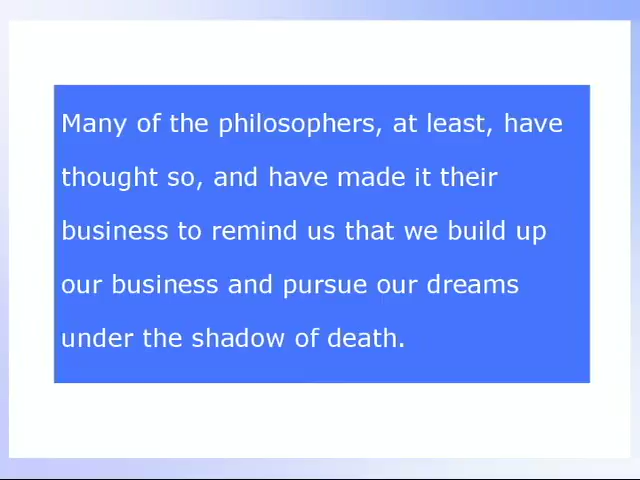 Many of the philosophers, at least, have
thought so, and have made it their
business to remind us that we build up
our business and pursue our dreams
under the shadow of death.